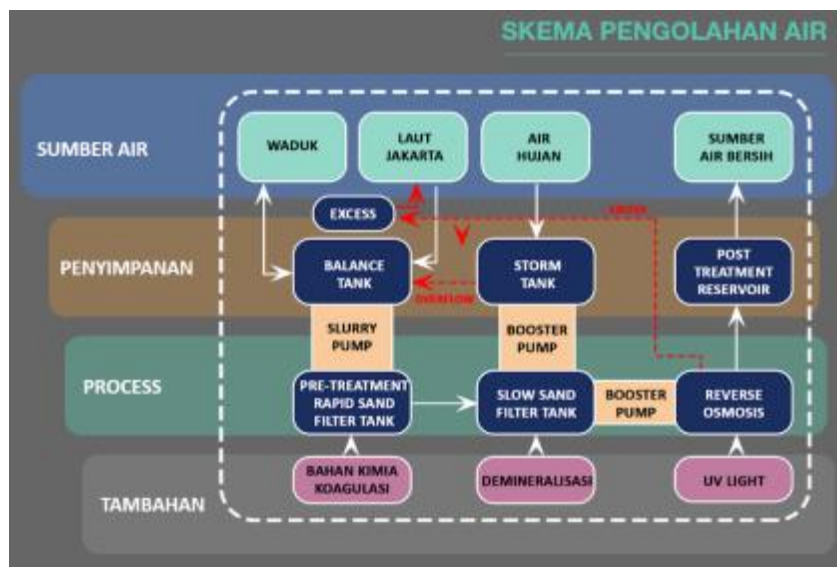 SKEMA PENGOLAHAN AIR
SUMBER AIR
WADUK
LAUT
JAKARTA
AIR
HUJAN
SUMBER
AIR BERSIH
EXCESS
PENYIMPANAN
BALANCE
TANK
OVERFLOW
STORM
TANK
POST
TREATMENT
RESERVOIR
SLURRY
PUMP
BOOSTER
PUMP
PROCESS
PRE-TREATMENT
RAPID SAND
FILTER TANK
SLOW SAND
FILTER TANK
BOOSTER
PUMP
REVERSE
OSMOSIS
TAMBAHAN
BAHAN KIMIA
KOAGULASI
DEMINERALISASI
UV LIGHT